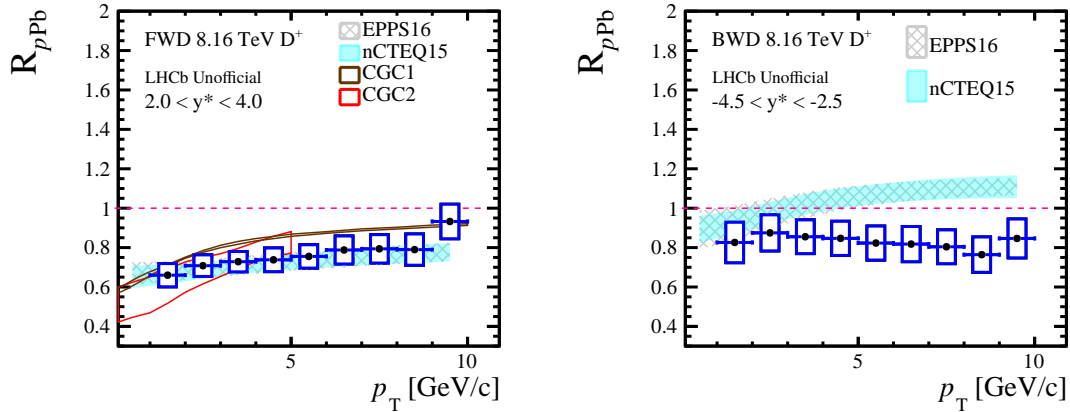 R_pPb
2
1.8
1.6
1.4
1.2
1
0.8
0.6
0.4
FWD 8.16 TeV D⁺
LHCb Unofficial
2.0 < y* < 4.0
EPPS16
nCTEQ15
CGC1
CGC2
5
10
p_T [GeV/c]
R_pPb
2
1.8
1.6
1.4
1.2
1
0.8
0.6
0.4
BWD 8.16 TeV D⁺
LHCb Unofficial
-4.5 < y* < -2.5
EPPS16
nCTEQ15
5
10
p_T [GeV/c]